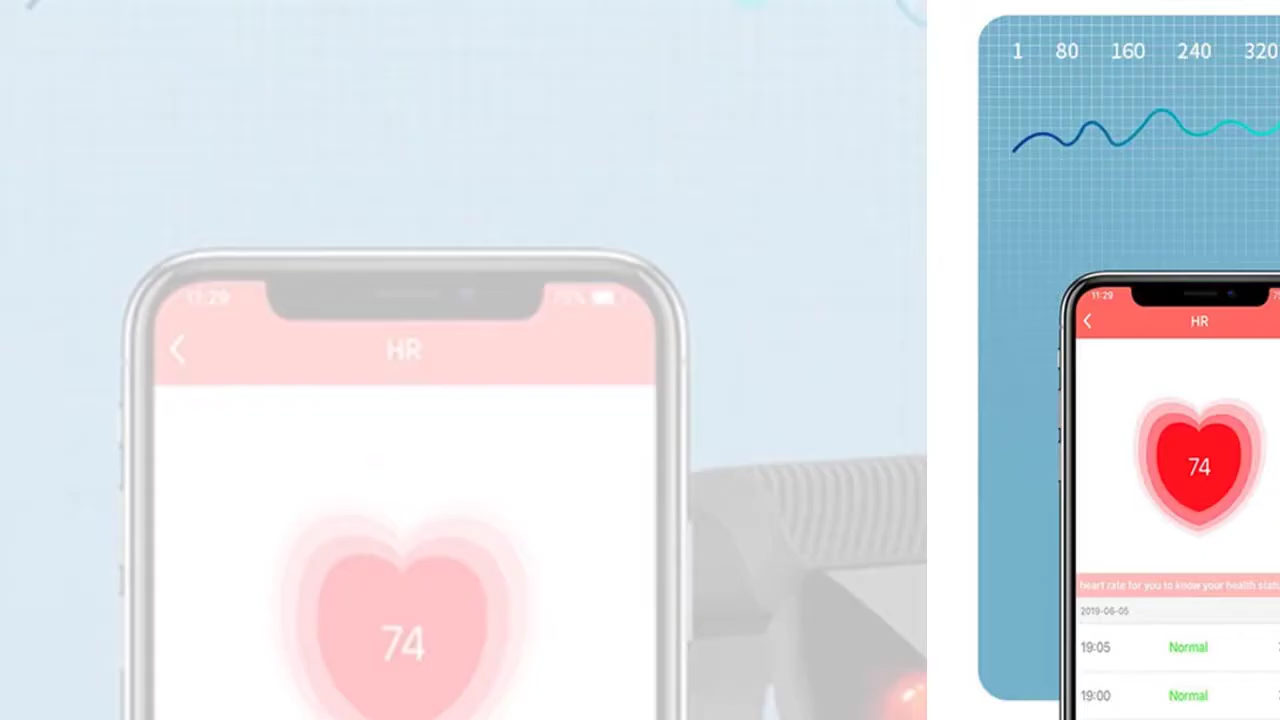 11:29
75%
HR
74
1 80 160 240 320
11:29
HR
74
heart rate for you to know your health
2019-06-05
19:05 Normal
19:00 Normal